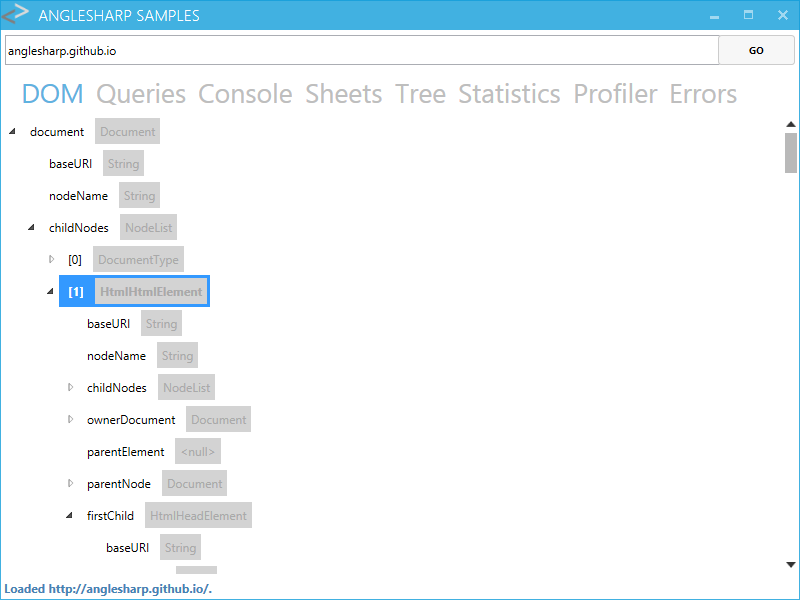 ANGLESHARP SAMPLES
anglesharp.github.io GO
DOM Queries Console Sheets Tree Statistics Profiler Errors
document Document
baseURI String
nodeName String
childNodes NodeList
[0] DocumentType
[1] HtmlHtmlElement
baseURI String
nodeName String
childNodes NodeList
ownerDocument Document
parentElement <null>
parentNode Document
firstChild HtmlHeadElement
baseURI String
Loaded http://anglesharp.github.io/.